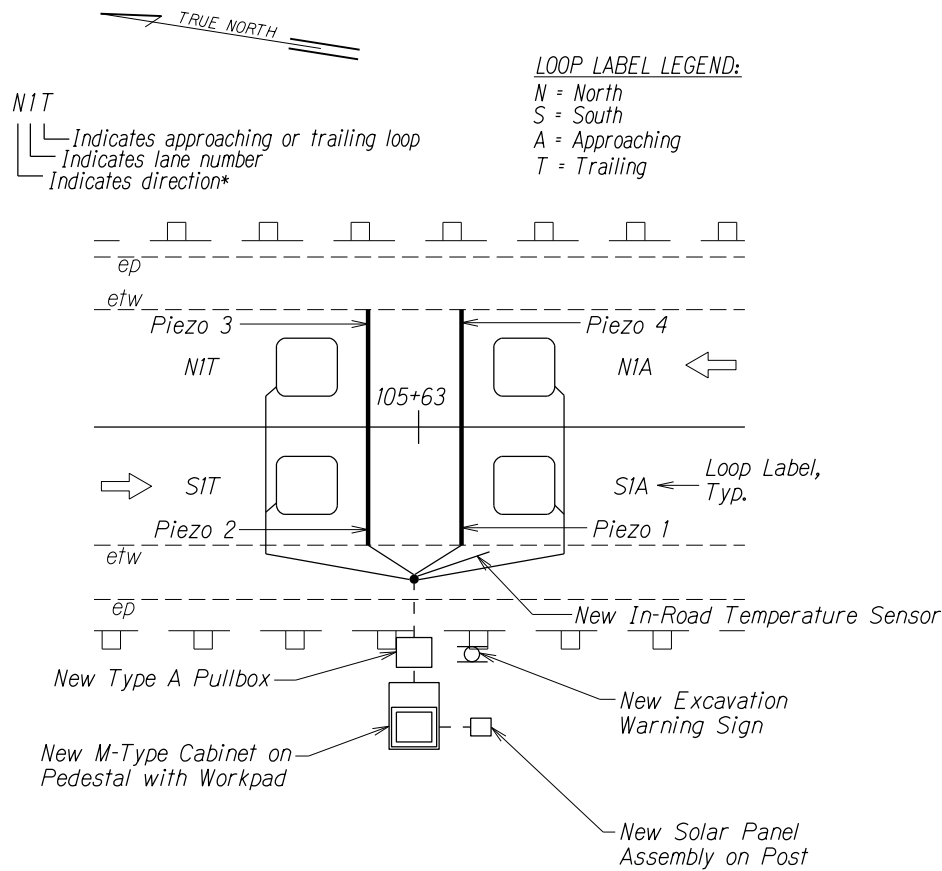 TRUE NORTH
LOOP LABEL LEGEND:
N = North
S = South
A = Approaching
T = Trailing
N1T
Indicates approaching or trailing loop
Indicates lane number
Indicates direction*
ep
etw
Piezo 3
Piezo 4
N1T
N1A
105+63
S1T
S1A
Loop Label,
Typ.
Piezo 2
Piezo 1
etw
ep
New In-Road Temperature Sensor
New Type A Pullbox
New Excavation
Warning Sign
New M-Type Cabinet on
Pedestal with Workpad
New Solar Panel
Assembly on Post